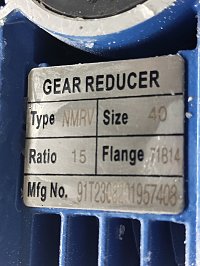 GEAR REDUCER
Type NMRV Size 40
Ratio 15 Flange 71B14
Mfg No.